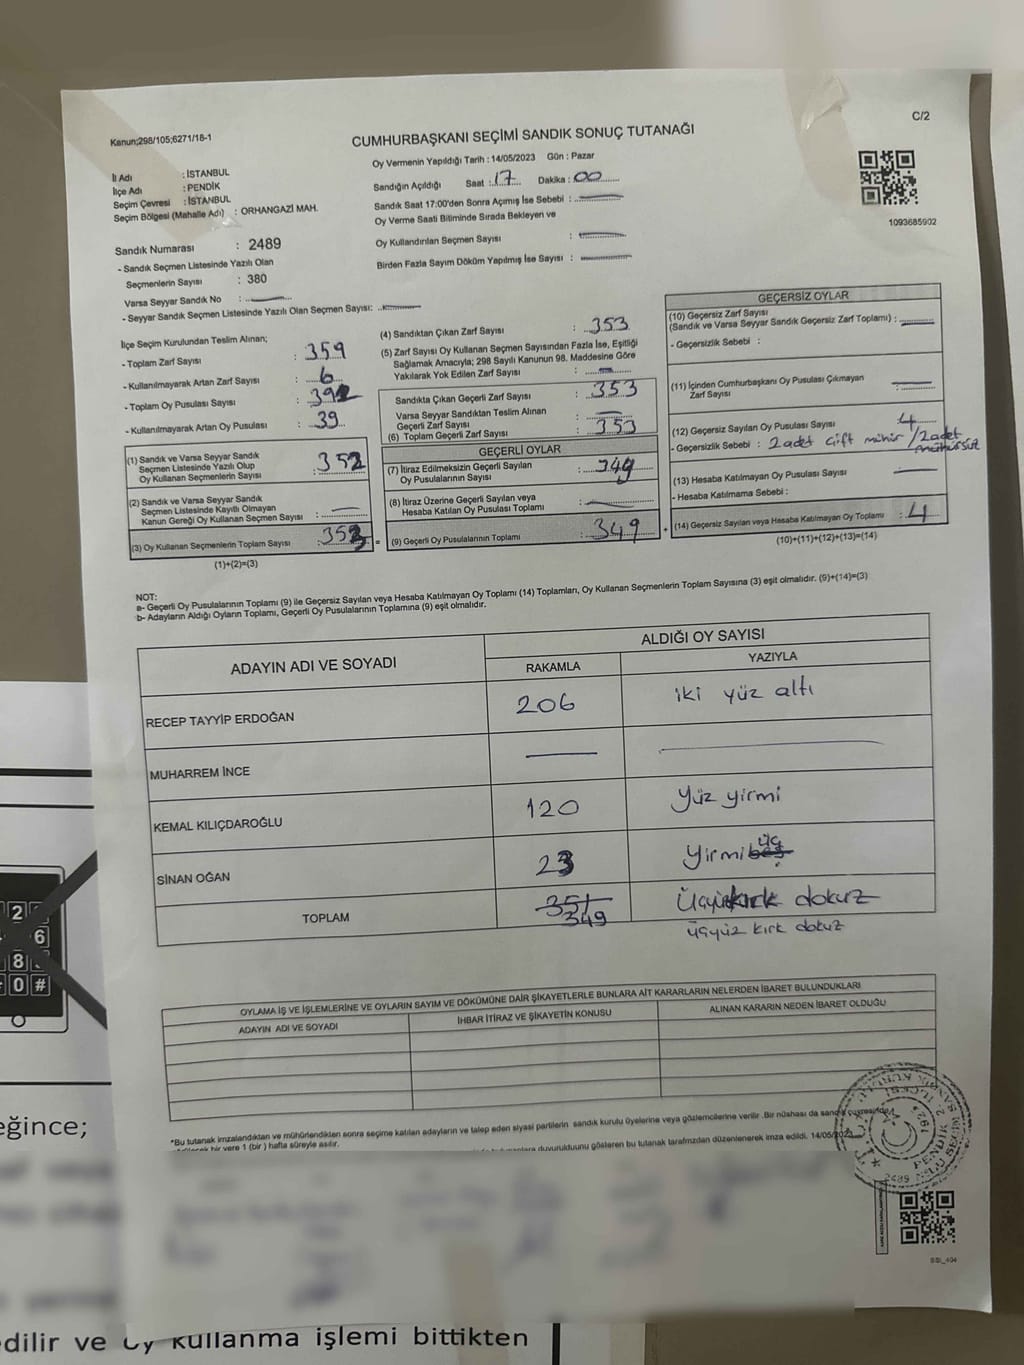 Kanun;298/105;6271/18-1
C/2
CUMHURBAŞKANI SEÇİMİ SANDIK SONUÇ TUTANAĞI
Oy Vermenin Yapıldığı Tarih : 14/05/2023 Gün : Pazar
İl Adı : İSTANBUL
İlçe Adı : PENDİK
Seçim Çevresi : İSTANBUL
Seçim Bölgesi (Mahalle Adı) : ORHANGAZİ MAH.
Sandığın Açıldığı Saat : 17 Dakika : 00
Sandık Saat 17:00'den Sonra Açımış İse Sebebi :
Oy Verme Saati Bitiminde Sırada Bekleyen ve
Oy Kullandırılan Seçmen Sayısı :
Birden Fazla Sayım Döküm Yapılmış İse Sayısı :
1093685902
Sandık Numarası : 2489
- Sandık Seçmen Listesinde Yazılı Olan
Seçmenlerin Sayısı : 380
Varsa Seyyar Sandık No :
- Seyyar Sandık Seçmen Listesinde Yazılı Olan Seçmen Sayısı:
İlçe Seçim Kurulundan Teslim Alınan;
- Toplam Zarf Sayısı : 359
- Kullanılmayarak Artan Zarf Sayısı : 6
- Toplam Oy Pusulası Sayısı : 392
- Kullanılmayarak Artan Oy Pusulası : 39
(1) Sandık ve Varsa Seyyar Sandık
Seçmen Listesinde Yazılı Olup
Oy Kullanan Seçmenlerin Sayısı : 353
(2) Sandık ve Varsa Seyyar Sandık
Seçmen Listesinde Kayıtlı Olmayan
Kanun Gereği Oy Kullanan Seçmen Sayısı :
(3) Oy Kullanan Seçmenlerin Toplam Sayısı : 353
(1)+(2)=(3)
(4) Sandıktan Çıkan Zarf Sayısı : 353
(5) Zarf Sayısı Oy Kullanan Seçmen Sayısından Fazla İse, Eşitliği
Sağlamak Amacıyla; 298 Sayılı Kanunun 98. Maddesine Göre
Yakılarak Yok Edilen Zarf Sayısı :
Sandıkta Çıkan Geçerli Zarf Sayısı : 353
Varsa Seyyar Sandıktan Teslim Alınan
Geçerli Zarf Sayısı :
(6) Toplam Geçerli Zarf Sayısı : 353
GEÇERLİ OYLAR
(7) İtiraz Edilmeksizin Geçerli Sayılan
Oy Pusulalarının Sayısı : 349
(8) İtiraz Üzerine Geçerli Sayılan veya
Hesaba Katılan Oy Pusulası Toplamı :
(9) Geçerli Oy Pusulalarının Toplamı : 349
GEÇERSİZ OYLAR
(10) Geçersiz Zarf Sayısı
(Sandık ve Varsa Seyyar Sandık Geçersiz Zarf Toplamı) :
- Geçersizlik Sebebi :
(11) İçinden Cumhurbaşkanı Oy Pusulası Çıkmayan
Zarf Sayısı :
(12) Geçersiz Sayılan Oy Pusulası Sayısı : 4
- Geçersizlik Sebebi : 2 adet çift mühür / 2 adet
mühürsüz
(13) Hesaba Katılmayan Oy Pusulası Sayısı
- Hesaba Katılmama Sebebi :
(14) Geçersiz Sayılan veya Hesaba Katılmayan Oy Toplamı : 4
(10)+(11)+(12)+(13)=(14)
NOT:
a- Geçerli Oy Pusulalarının Toplamı (9) ile Geçersiz Sayılan veya Hesaba Katılmayan Oy Toplamı (14) Toplamları, Oy Kullanan Seçmenlerin Toplam Sayısına (3) eşit olmalıdır. (9)+(14)=(3)
b- Adayların Aldığı Oyların Toplamı, Geçerli Oy Pusulalarının Toplamına (9) eşit olmalıdır.
ADAYIN ADI VE SOYADI
ALDIĞI OY SAYISI
RAKAMLA YAZIYLA
RECEP TAYYİP ERDOĞAN 206 iki yüz altı
MUHARREM İNCE
KEMAL KILIÇDAROĞLU 120 Yüz yirmi
SİNAN OĞAN 23 Yirmi beş üç
TOPLAM 351 Üçyüz kırk dokuz
349 üçyüz kırk dokuz
OYLAMA İŞ VE İŞLEMLERİNE VE OYLARIN SAYIM VE DÖKÜMÜNE DAİR ŞİKAYETLERLE BUNLARA AİT KARARLARIN NELERDEN İBARET BULUNDUKLARI
ADAYIN ADI VE SOYADI İHBAR İTİRAZ VE ŞİKAYETİN KONUSU ALINAN KARARIN NEDEN İBARET OLDUĞU
*Bu tutanak imzalandıktan ve mühürlendikten sonra seçime katılan adayların ve talep eden siyasi partilerin sandık kurulu üyelerine veya gözlemcilerine verilir .Bir nüshası da sandık çevresinde
bir yere 1 (bir) hafta süreyle asılır.
duyurulduunu gösteren bu tutanak tarafımızdan düzenlenerek imza edildi. 14/05/2023
PENDİK 2
2489 NOLU
2
6
8
0 #
eğince;
edilir ve oy kullanma işlemi bittikten